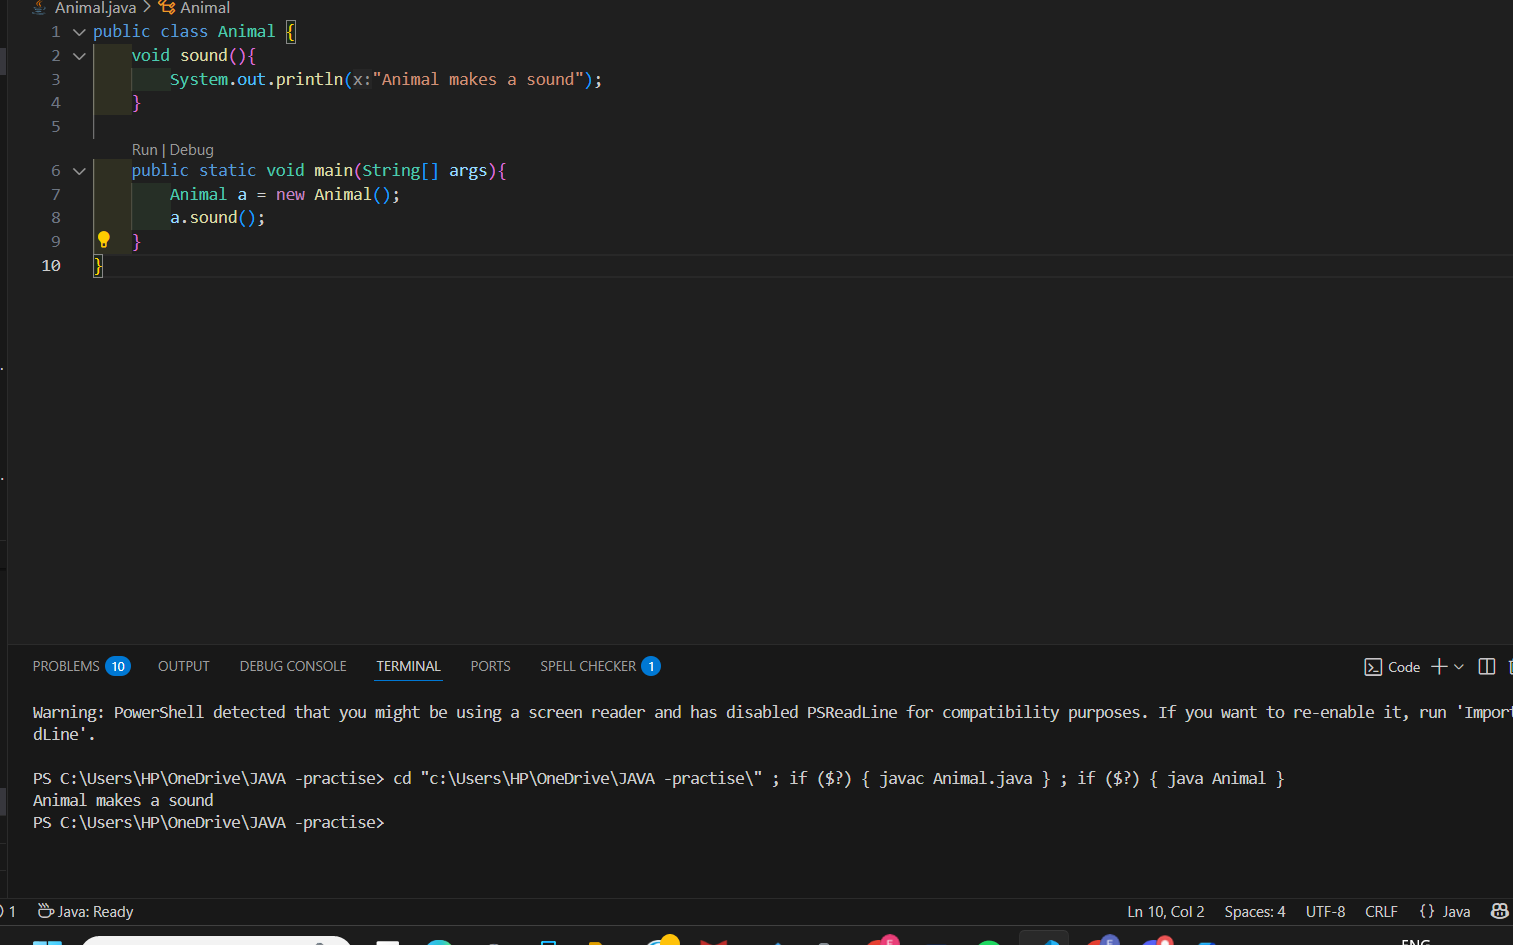 Animal.java > Animal
1 public class Animal {
2 void sound(){
3 System.out.println(x:"Animal makes a sound");
4 }
5
Run | Debug
6 public static void main(String[] args){
7 Animal a = new Animal();
8 a.sound();
9 }
10 }
PROBLEMS 10 OUTPUT DEBUG CONSOLE TERMINAL PORTS SPELL CHECKER 1 Code
Warning: PowerShell detected that you might be using a screen reader and has disabled PSReadLine for compatibility purposes. If you want to re-enable it, run 'Import
dLine'.
PS C:\Users\HP\OneDrive\JAVA -practise> cd "c:\Users\HP\OneDrive\JAVA -practise\" ; if ($?) { javac Animal.java } ; if ($?) { java Animal }
Animal makes a sound
PS C:\Users\HP\OneDrive\JAVA -practise>
1 Java: Ready Ln 10, Col 2 Spaces: 4 UTF-8 CRLF {} Java
ENG